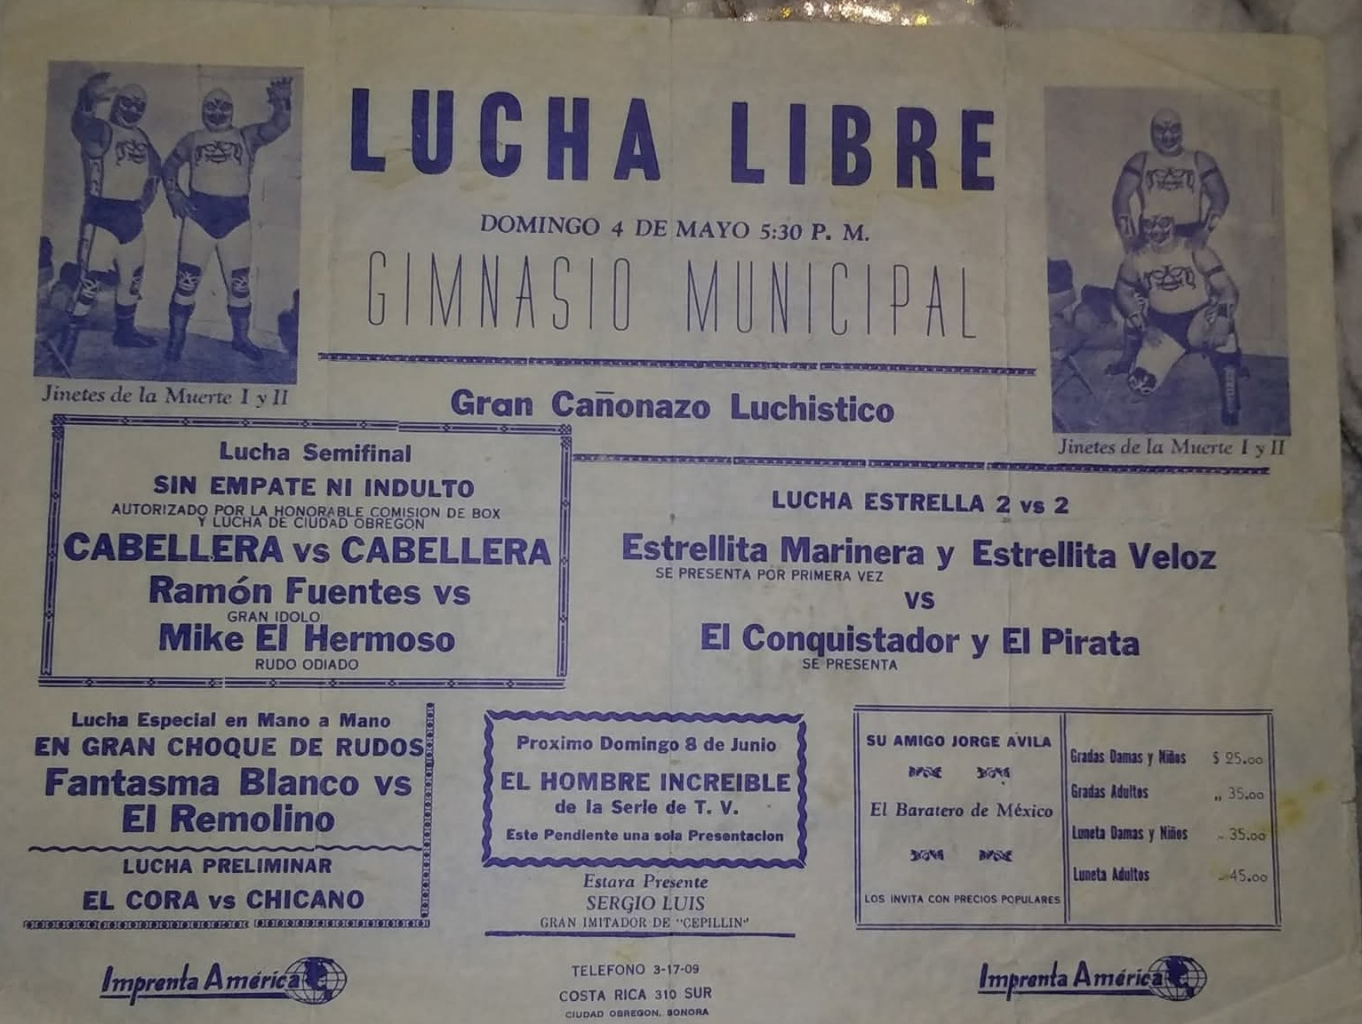 LUCHA LIBRE
DOMINGO 4 DE MAYO 5:30 P. M.
GIMNASIO MUNICIPAL
Jinetes de la Muerte I y II
Jinetes de la Muerte I y II
Gran Cañonazo Luchistico
Lucha Semifinal
SIN EMPATE NI INDULTO
AUTORIZADO POR LA HONORABLE COMISION DE BOX
Y LUCHA DE CIUDAD OBREGON
CABELLERA vs CABELLERA
Ramón Fuentes vs
GRAN IDOLO
Mike El Hermoso
RUDO ODIADO
LUCHA ESTRELLA 2 vs 2
Estrellita Marinera y Estrellita Veloz
SE PRESENTA POR PRIMERA VEZ
VS
El Conquistador y El Pirata
SE PRESENTA
Lucha Especial en Mano a Mano
EN GRAN CHOQUE DE RUDOS
Fantasma Blanco vs
El Remolino
LUCHA PRELIMINAR
EL CORA vs CHICANO
Proximo Domingo 8 de Junio
EL HOMBRE INCREIBLE
de la Serie de T. V.
Este Pendiente una sola Presentacion
Estara Presente
SERGIO LUIS
GRAN IMITADOR DE "CEPILLIN"
SU AMIGO JORGE AVILA
El Baratero de México
LOS INVITA CON PRECIOS POPULARES
Gradas Damas y Niños $ 25.00
Gradas Adultos „ 35.00
Luneta Damas y Niños - 35.00
Luneta Adultos - 45.00
Imprenta América
TELEFONO 3-17-09
COSTA RICA 310 SUR
CIUDAD OBREGON, SONORA
Imprenta América